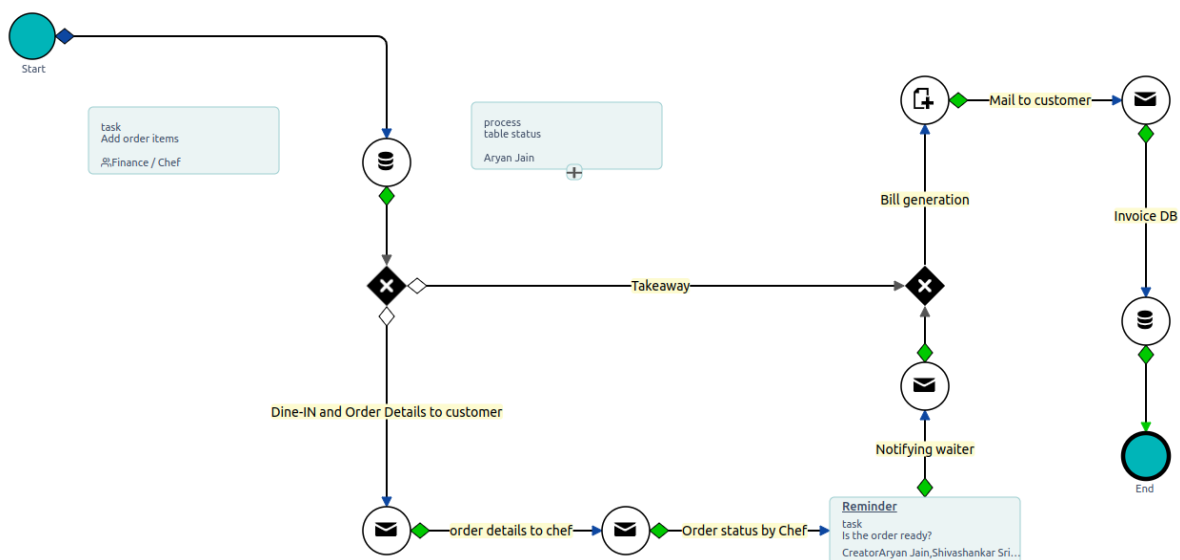 Start
task
Add order items
Finance / Chef
process
table status
Aryan Jain
Mail to customer
Bill generation
Invoice DB
Takeaway
Dine-IN and Order Details to customer
Notifying waiter
End
order details to chef
Order status by Chef
Reminder
task
Is the order ready?
CreatorAryan Jain,Shivashankar Sri...